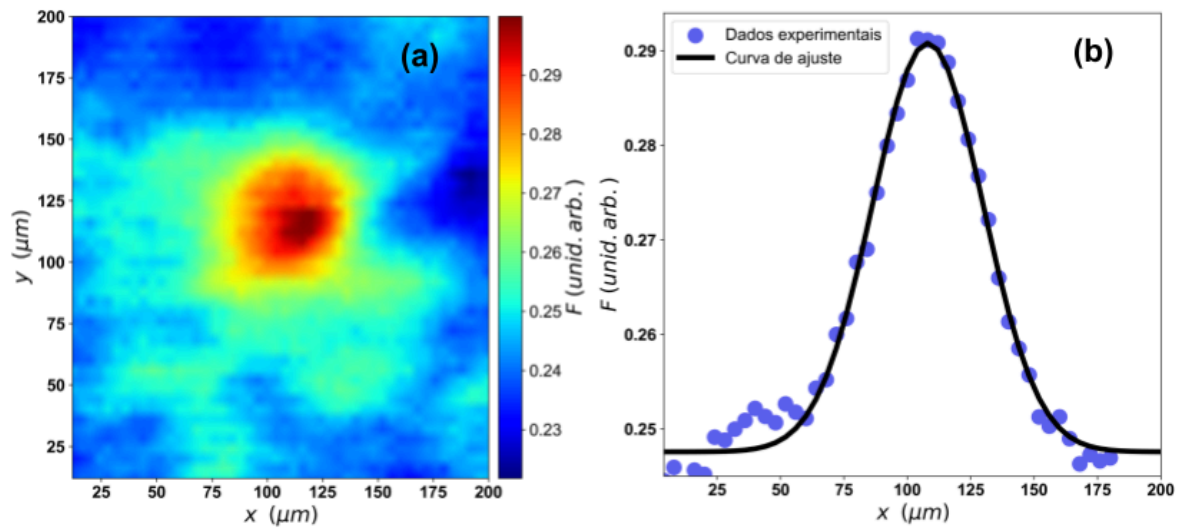 200
175
150
125
100
75
50
25
y (μm)
25 50 75 100 125 150 175 200
x (μm)
(a)
0.29
0.28
0.27
0.26
0.25
0.24
0.23
F (unid. arb.)
Dados experimentais
Curva de ajuste
(b)
0.29
0.28
0.27
0.26
0.25
F (unid. arb.)
25 50 75 100 125 150 175 200
x (μm)